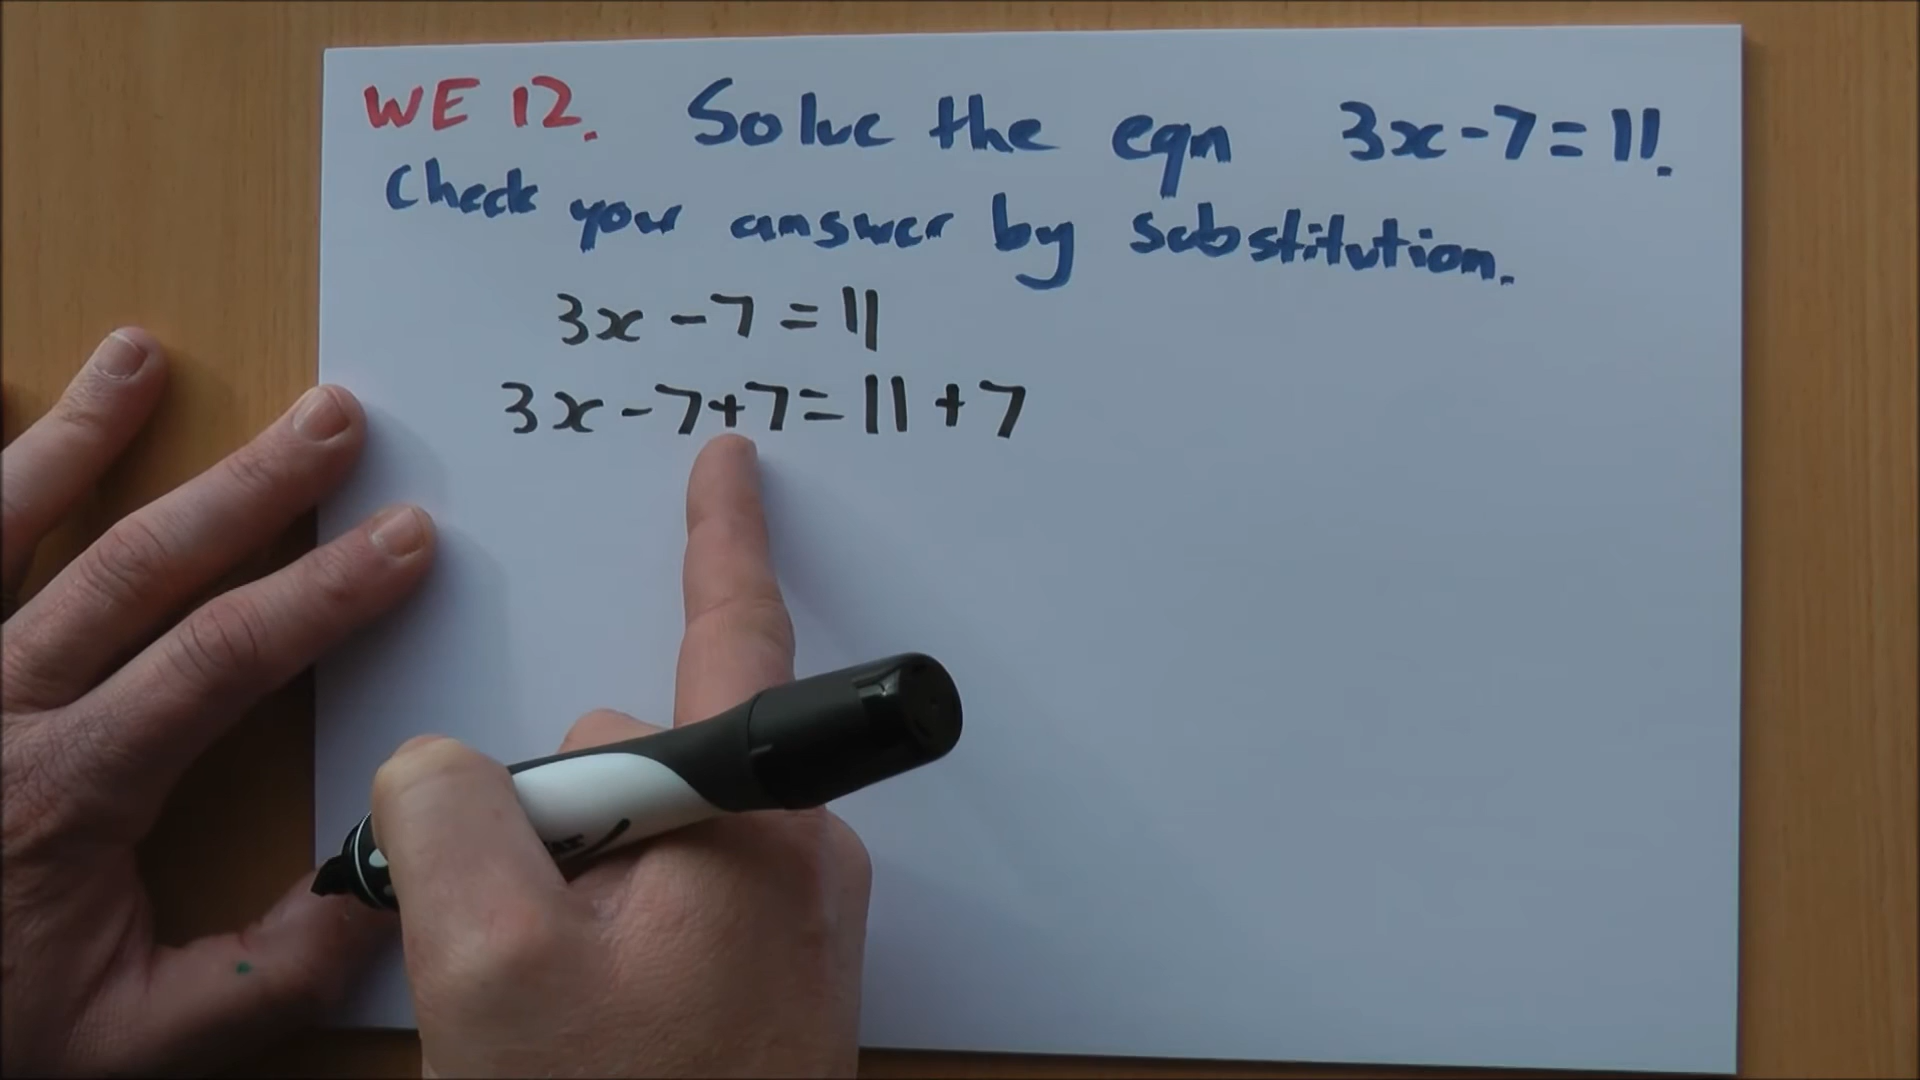 WE 12. Solve the eqn 3x-7=11.
Check your answer by substitution.
3x-7=11
3x-7+7=11+7